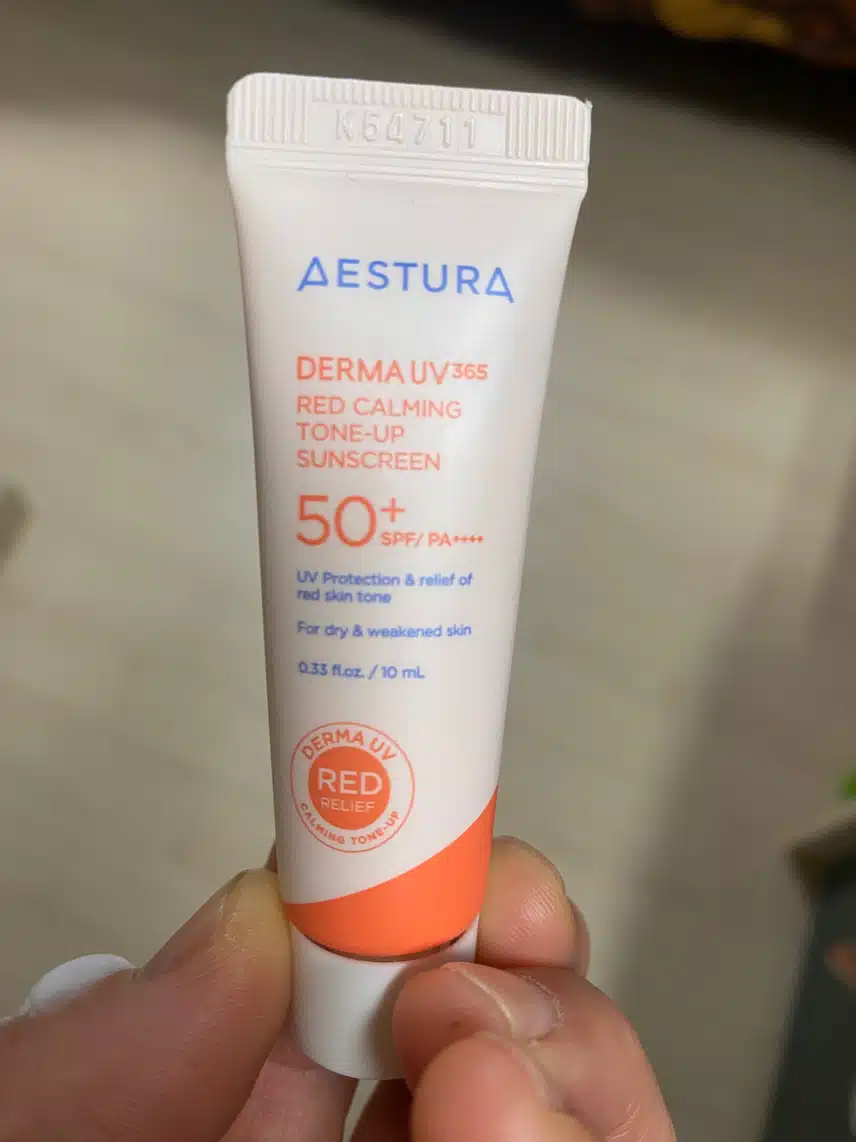 K54711
AESTURA
DERMA UV365
RED CALMING
TONE-UP
SUNSCREEN
50+
SPF/ PA++++
UV Protection & relief of
red skin tone
For dry & weakened skin
0.33 fl.oz. / 10 mL
DERMA UV
RED
RELIEF
CALMING TONE-UP